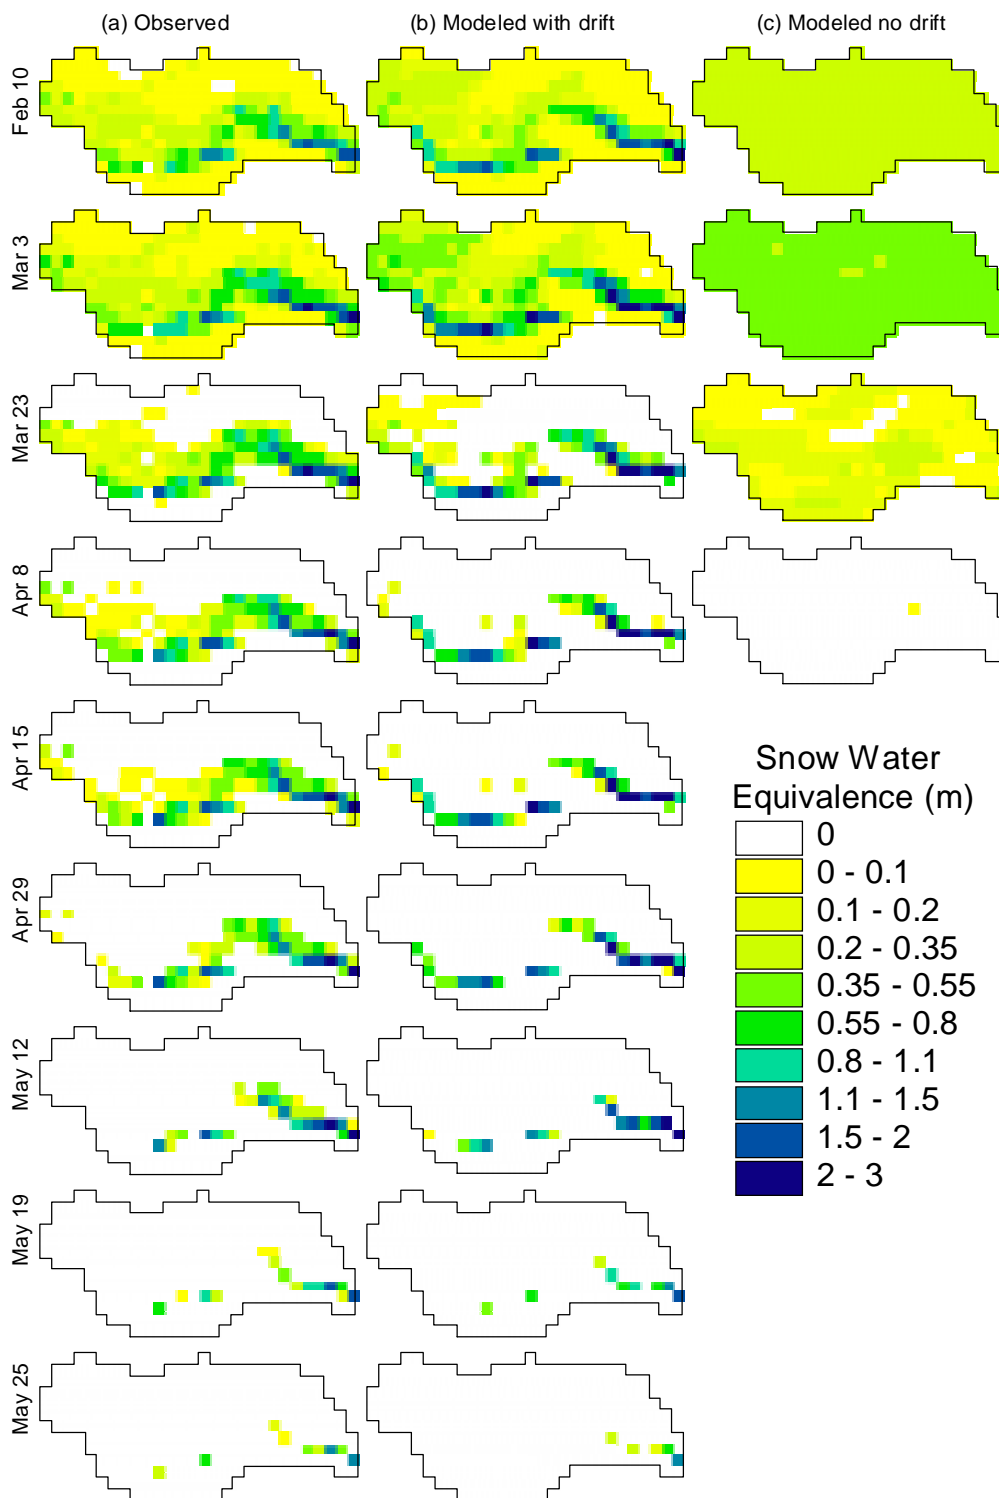 (a) Observed
(b) Modeled with drift
(c) Modeled no drift
Feb 10
Mar 3
Mar 23
Apr 8
Apr 15
Apr 29
May 12
May 19
May 25
Snow Water
Equivalence (m)
0
0 - 0.1
0.1 - 0.2
0.2 - 0.35
0.35 - 0.55
0.55 - 0.8
0.8 - 1.1
1.1 - 1.5
1.5 - 2
2 - 3